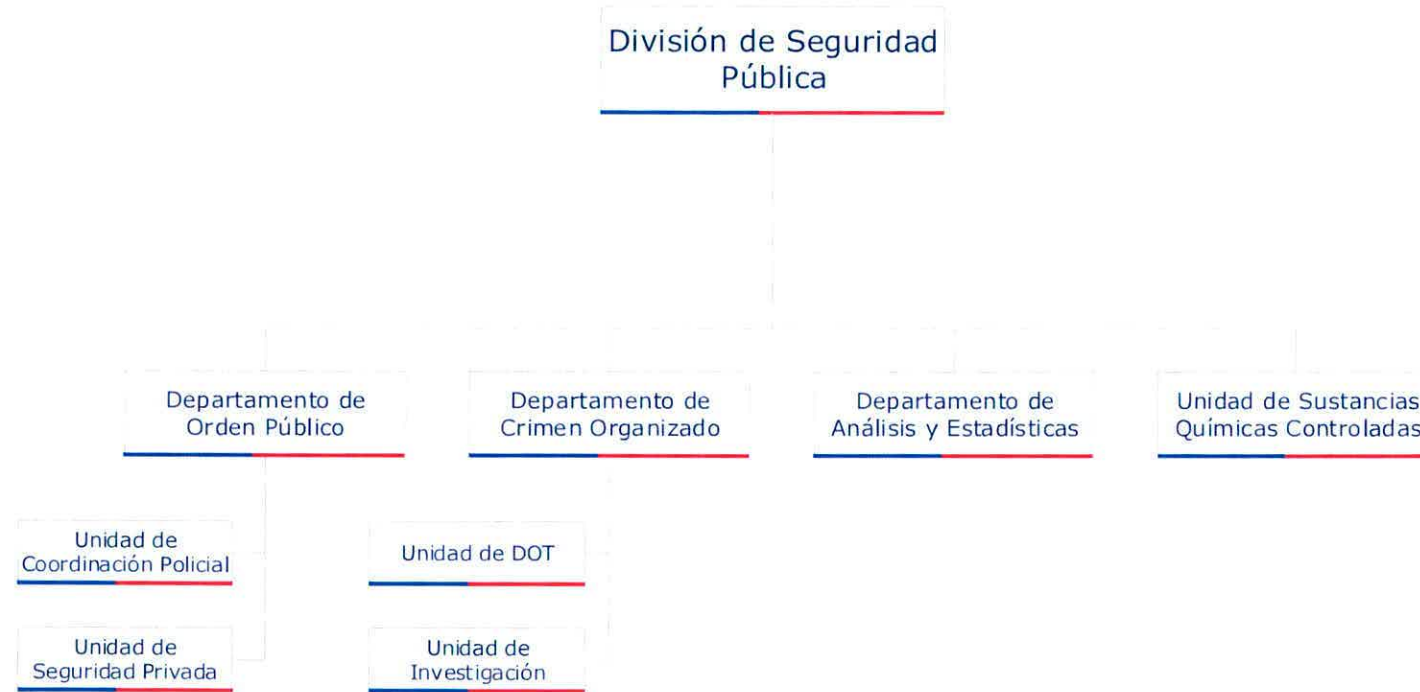 División de Seguridad
Pública
Departamento de
Orden Público
Departamento de
Crimen Organizado
Departamento de
Análisis y Estadísticas
Unidad de Sustancias
Químicas Controladas
Unidad de
Coordinación Policial
Unidad de DOT
Unidad de
Seguridad Privada
Unidad de
Investigación